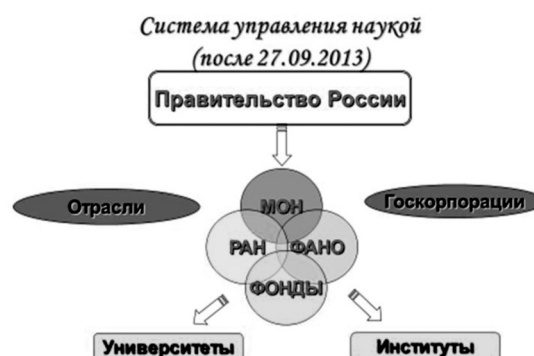 Система управления наукой
(после 27.09.2013)
Правительство России
Отрасли
МОН
Госкорпорации
РАН
ФАНО
ФОНДЫ
Университеты
Институты